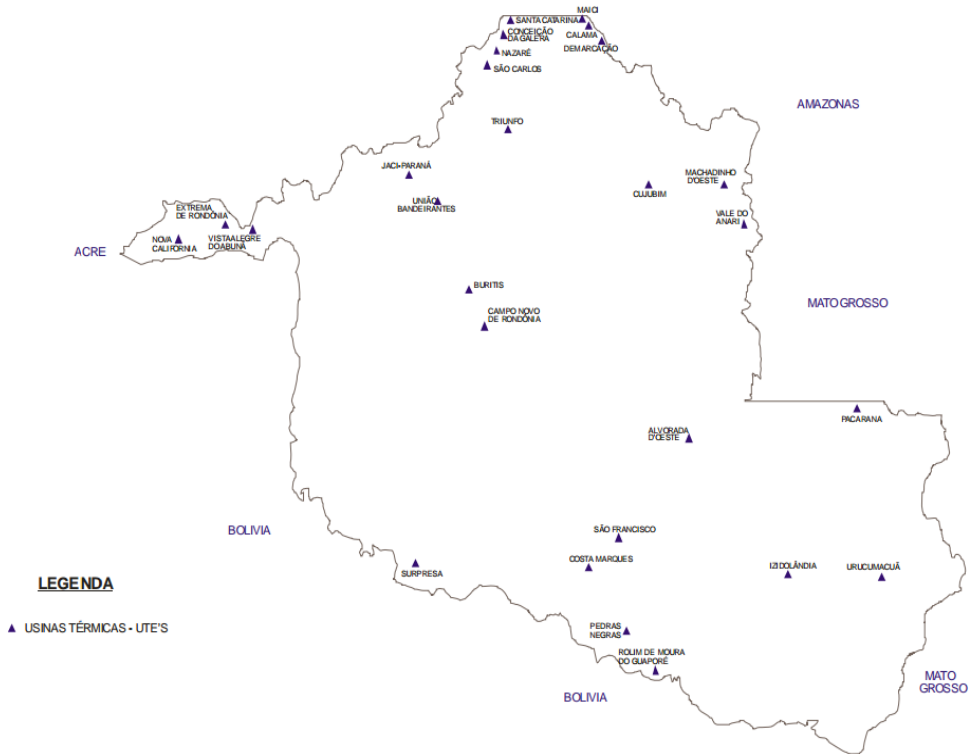 MAICI
SANTA CATARINA
CONCEIÇÃO
DA GALERA
CALAMA
DEMARCAÇÃO
NAZARÉ
SÃO CARLOS
AMAZONAS
TRIUNFO
JACI-PARANÁ
MACHADINHO
D'OESTE
CUJUBIM
UNIÃO
BANDEIRANTES
EXTREMA
DE RONDÔNIA
VALE DO
ANARI
NOVA
CALIFÓRNIA
VISTA ALEGRE
DO ABUNÃ
ACRE
BURITIS
MATO GROSSO
CAMPO NOVO
DE RONDÔNIA
PACARANA
ALVORADA
D'OESTE
BOLIVIA
SÃO FRANCISCO
COSTA MARQUES
SURPRESA
IZIDOLÂNDIA
URUCUMACUÃ
LEGENDA
USINAS TÉRMICAS - UTE'S
PEDRAS
NEGRAS
ROLIM DE MOURA
DO GUAPORÉ
MATO
GROSSO
BOLIVIA